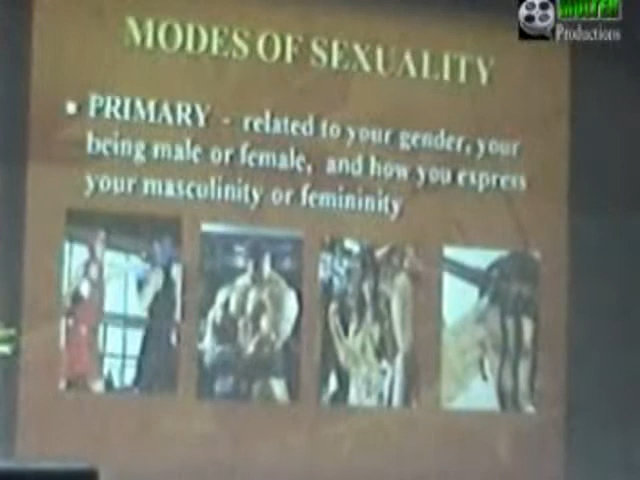 MODES OF SEXUALITY
PRIMARY - related to your gender, your
being male or female, and how you express
your masculinity or femininity
Productions